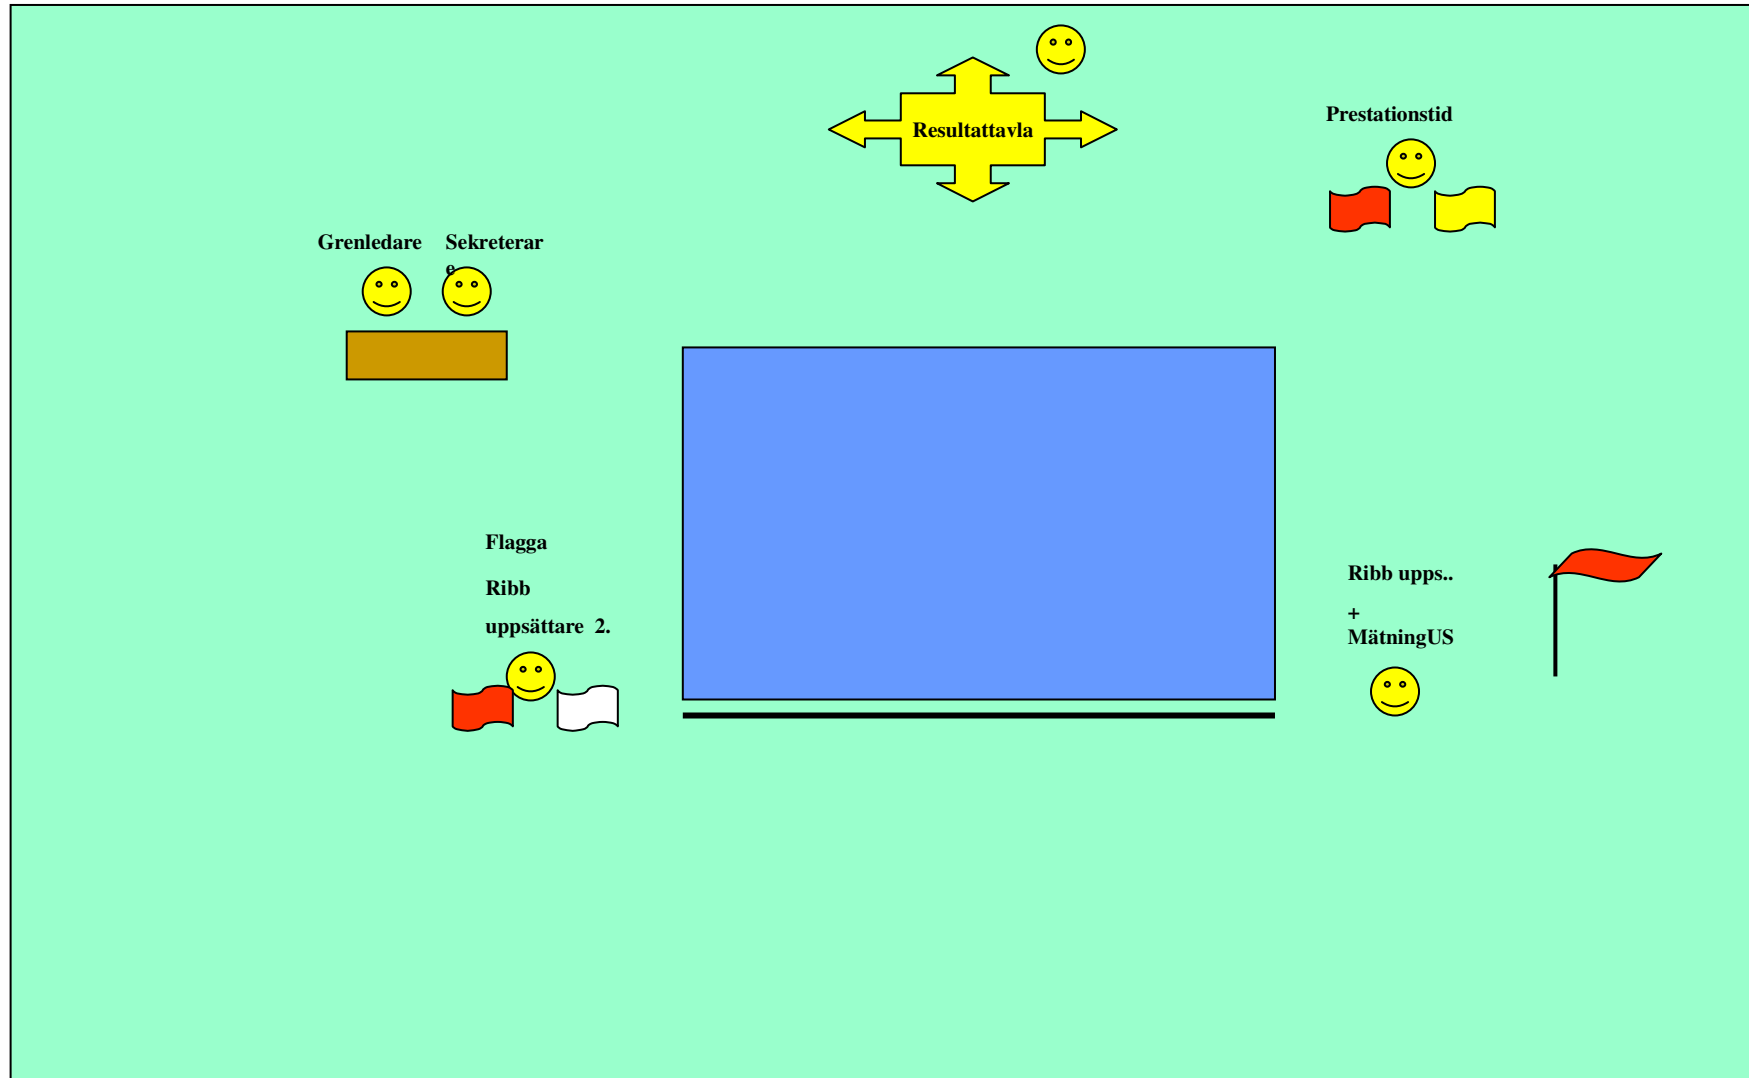 Resultattavla
Prestationstid
Grenledare
Sekreterar
e
Flagga
Ribb
uppsättare 2.
Ribb upps..
+
MätningUS